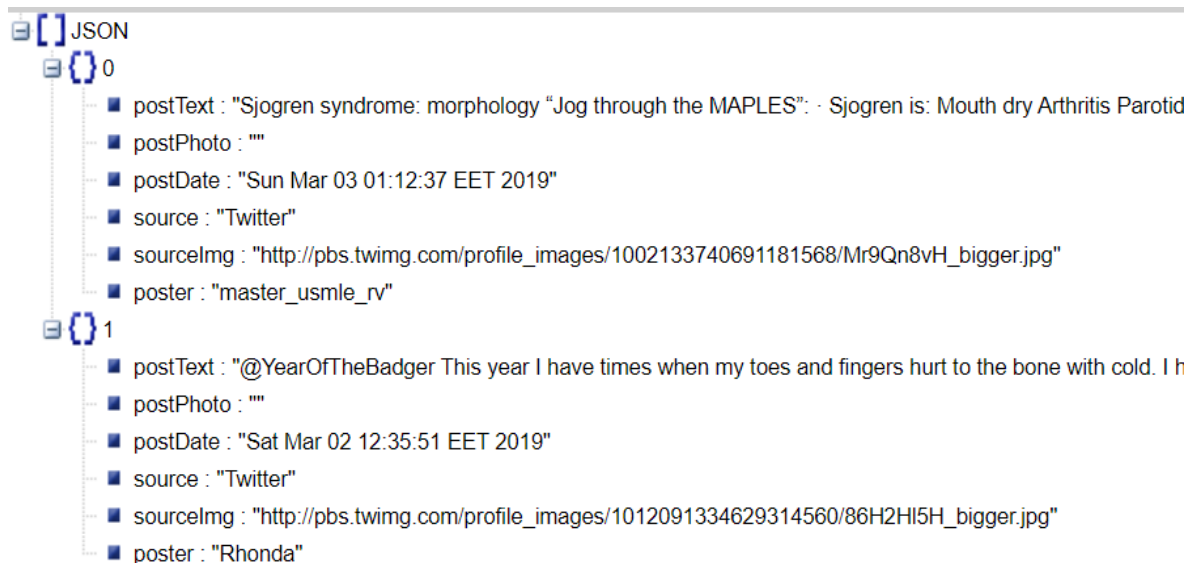 JSON
0
postText : "Sjogren syndrome: morphology “Jog through the MAPLES”: · Sjogren is: Mouth dry Arthritis Parotid
postPhoto : ""
postDate : "Sun Mar 03 01:12:37 EET 2019"
source : "Twitter"
sourceImg : "http://pbs.twimg.com/profile_images/1002133740691181568/Mr9Qn8vH_bigger.jpg"
poster : "master_usmle_rv"
1
postText : "@YearOfTheBadger This year I have times when my toes and fingers hurt to the bone with cold. I h
postPhoto : ""
postDate : "Sat Mar 02 12:35:51 EET 2019"
source : "Twitter"
sourceImg : "http://pbs.twimg.com/profile_images/1012091334629314560/86H2HI5H_bigger.jpg"
poster : "Rhonda"